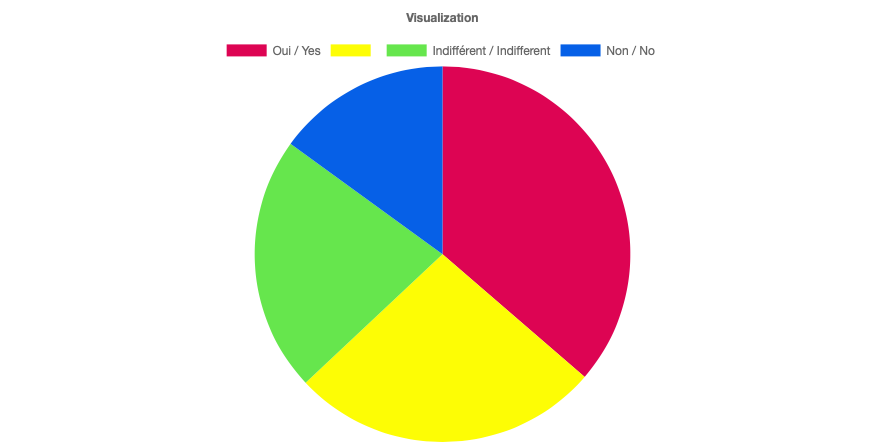 Visualization
Oui / Yes Indifférent / Indifferent Non / No